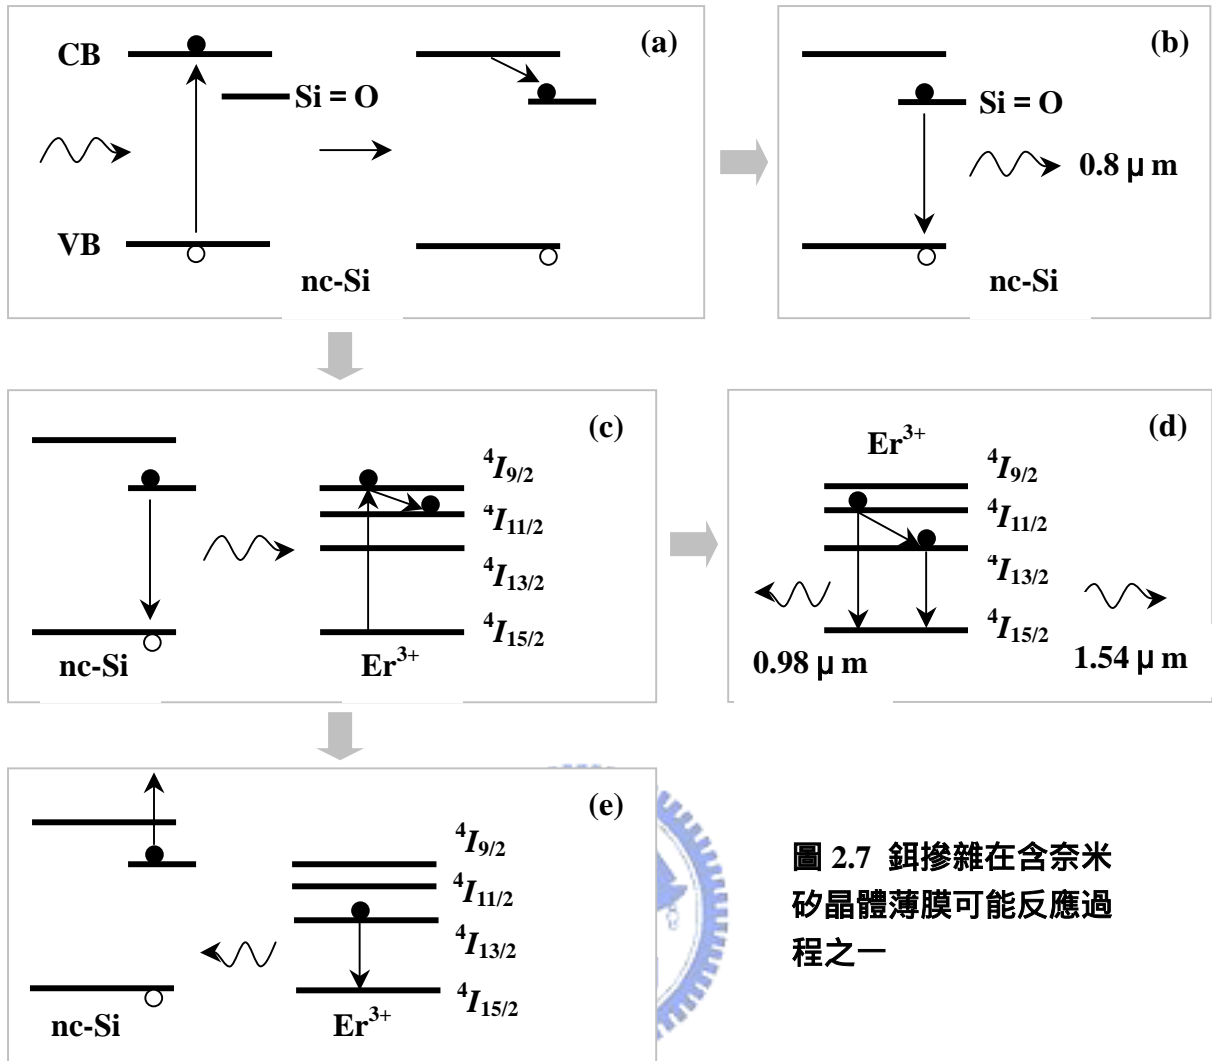 (a)
CB
Si = O
VB
nc-Si
(b)
Si = O
0.8 μ m
nc-Si
(c)
⁴I9/2
⁴I11/2
⁴I13/2
⁴I15/2
nc-Si
Er³⁺
(d)
Er³⁺
⁴I9/2
⁴I11/2
⁴I13/2
⁴I15/2
0.98 μ m
1.54 μ m
(e)
⁴I9/2
⁴I11/2
⁴I13/2
⁴I15/2
nc-Si
Er³⁺
圖 2.7 鉺摻雜在含奈米
矽晶體薄膜可能反應過
程之一